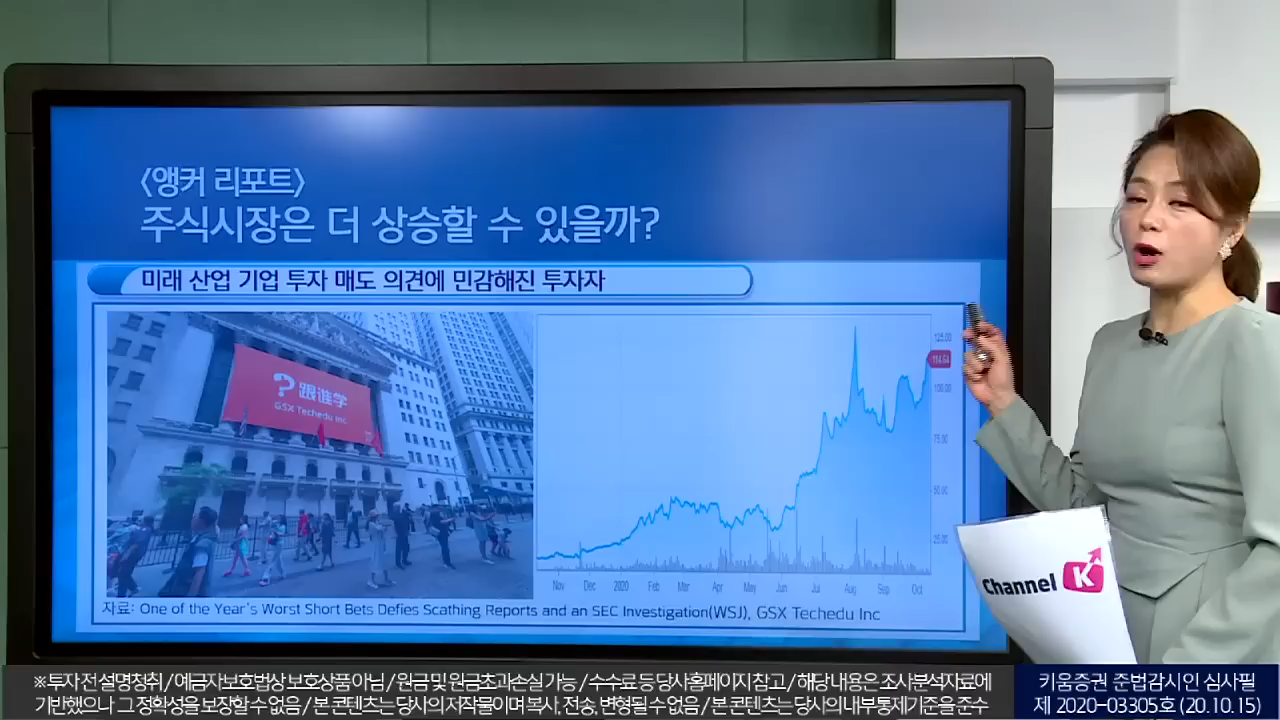 <앵커 리포트>
주식시장은 더 상승할 수 있을까?
미래 산업 기업 투자 매도 의견에 민감해진 투자자
跟谁学
GSX Techedu Inc.
125.00
114.64
100.00
75.00
50.00
25.00
Nov Dec 2020 Feb Mar Apr May Jun Jul Aug Sep Oct
자료: One of the Year's Worst Short Bets Defies Scathing Reports and an SEC Investigation(WSJ), GSX Techedu Inc
Channel K
※ 투자 전 설명청취 / 예금자보호법상 보호상품 아님 / 원금 및 원금초과손실 가능 / 수수료 등 당사홈페이지 참고 / 해당 내용은 조사분석자료에
기반했으나 그 정확성을 보장할 수 없음 / 본 콘텐츠는 당사의 저작물이며 복사, 전송, 변형될 수 없음 / 본 콘텐츠는 당사의 내부통제기준을 준수
키움증권 준법감시인 심사필
제 2020-03305호 (20.10.15)